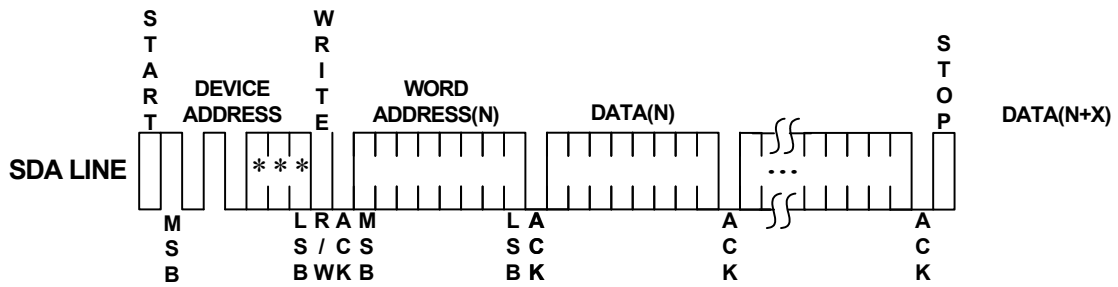 START
WRITE
STOP
DEVICE
ADDRESS
WORD
ADDRESS(N)
DATA(N)
DATA(N+X)
SDA LINE
* * *
...
MSB
LSB
R/W
ACK
MSB
LSB
ACK
ACK
ACK